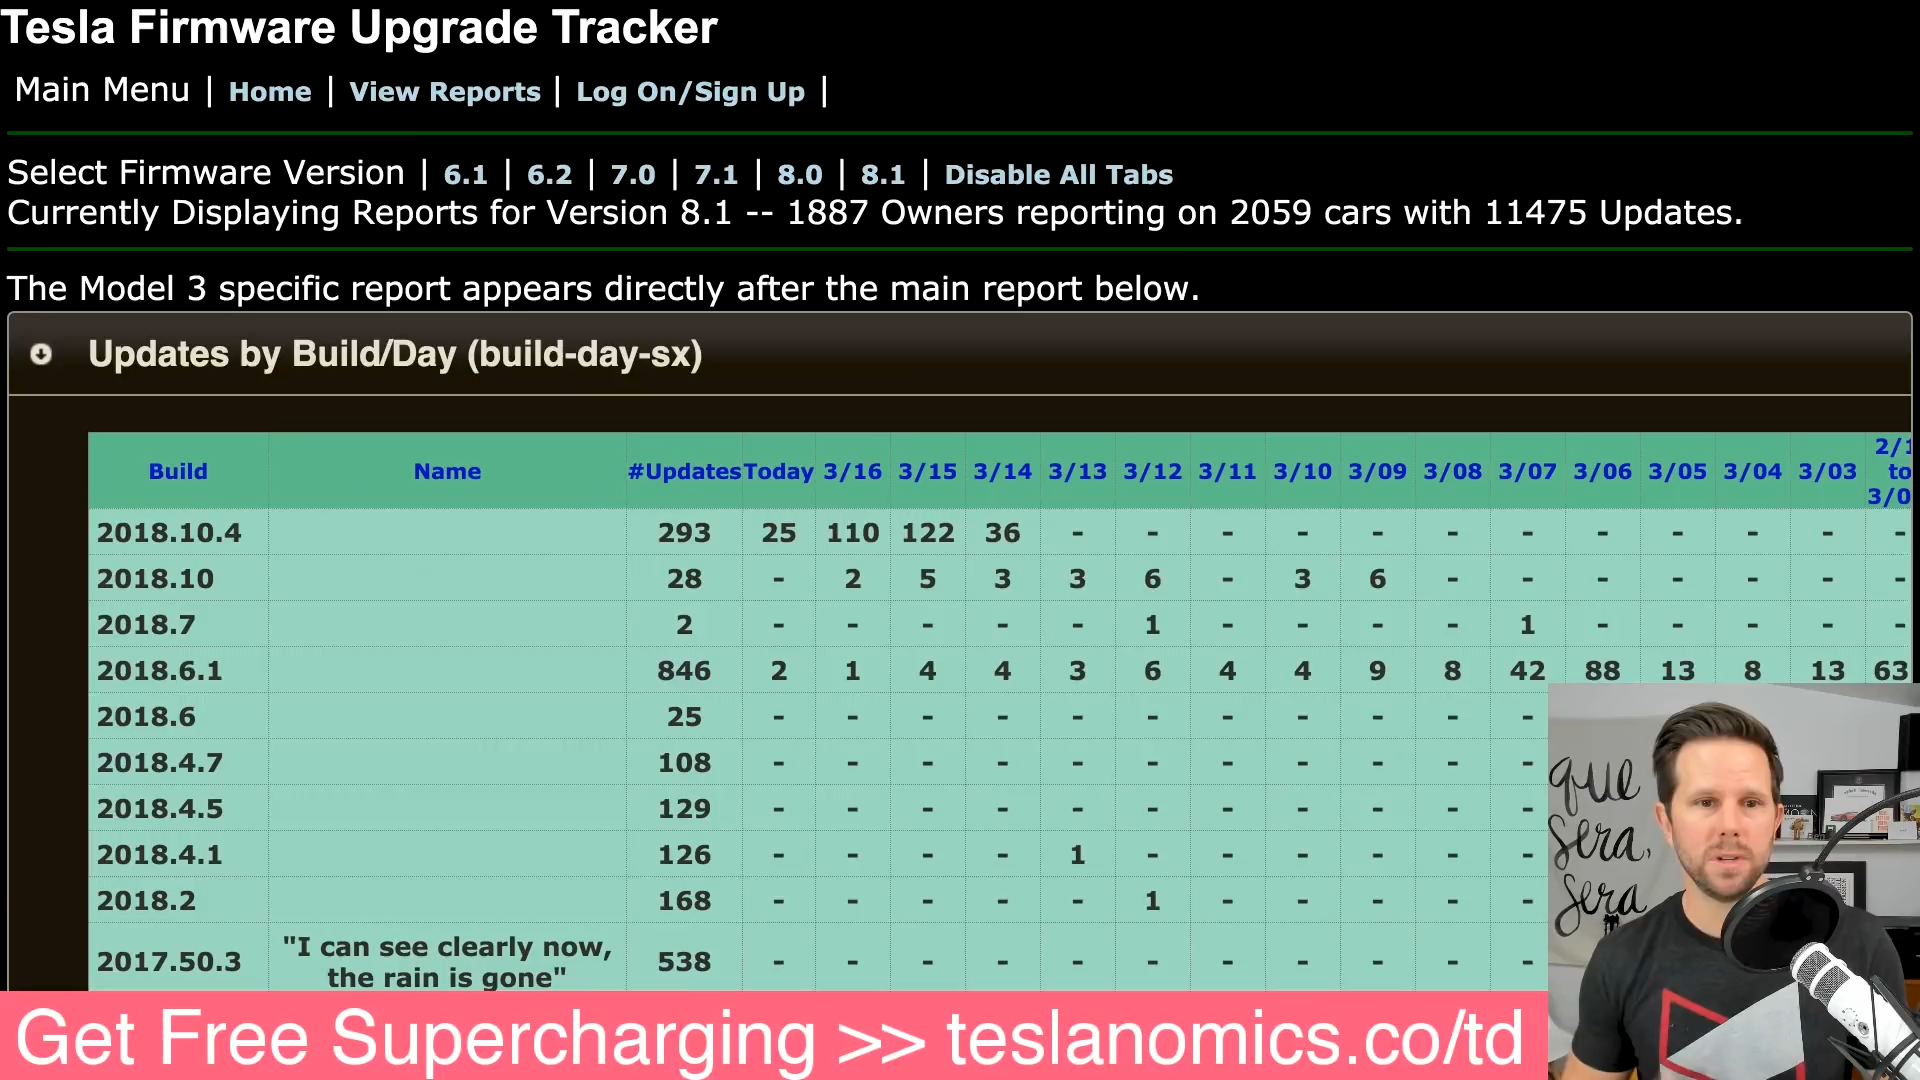 Tesla Firmware Upgrade Tracker
Main Menu | Home | View Reports | Log On/Sign Up |
Select Firmware Version | 6.1 | 6.2 | 7.0 | 7.1 | 8.0 | 8.1 | Disable All Tabs
Currently Displaying Reports for Version 8.1 -- 1887 Owners reporting on 2059 cars with 11475 Updates.
The Model 3 specific report appears directly after the main report below.
Updates by Build/Day (build-day-sx)
Build Name #Updates Today 3/16 3/15 3/14 3/13 3/12 3/11 3/10 3/09 3/08 3/07 3/06 3/05 3/04 3/03 2/1
to
3/0
2018.10.4 293 25 110 122 36 - - - - - - - - - - - -
2018.10 28 - 2 5 3 3 6 - 3 6 - - - - - - -
2018.7 2 - - - - - 1 - - - - 1 - - - - -
2018.6.1 846 2 1 4 4 3 6 4 4 9 8 42 88 13 8 13 63
2018.6 25 - - - - - - - - - - -
2018.4.7 108 - - - - - - - - - - -
2018.4.5 129 - - - - - - - - - - -
2018.4.1 126 - - - - 1 - - - - - -
2018.2 168 - - - - - 1 - - - - -
2017.50.3 "I can see clearly now,
the rain is gone" 538 - - - - - - - - - - -
que
sera,
sera
Get Free Supercharging >> teslanomics.co/td